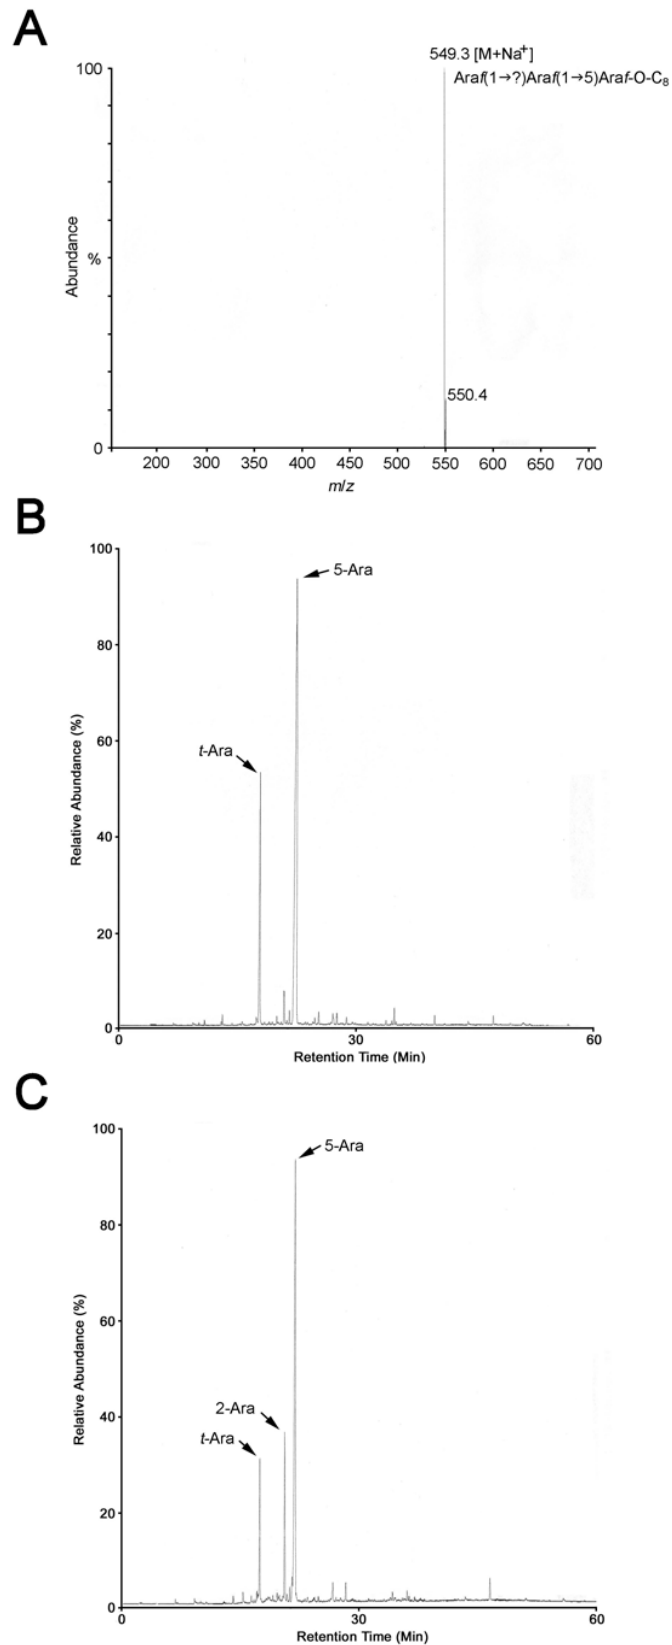 A
549.3 [M+Na+]
Araf(1→?)Araf(1→5)Araf-O-C8
100
Abundance
%
550.4
0
200 300 350 400 450 500 550 600 650 700
m/z
B
100
5-Ara
80
t-Ara
60
Relative Abundance (%)
40
20
0
0 30 60
Retention Time (Min)
C
100
5-Ara
80
60
Relative Abundance (%)
2-Ara
40
t-Ara
20
0
0 30 60
Retention Time (Min)